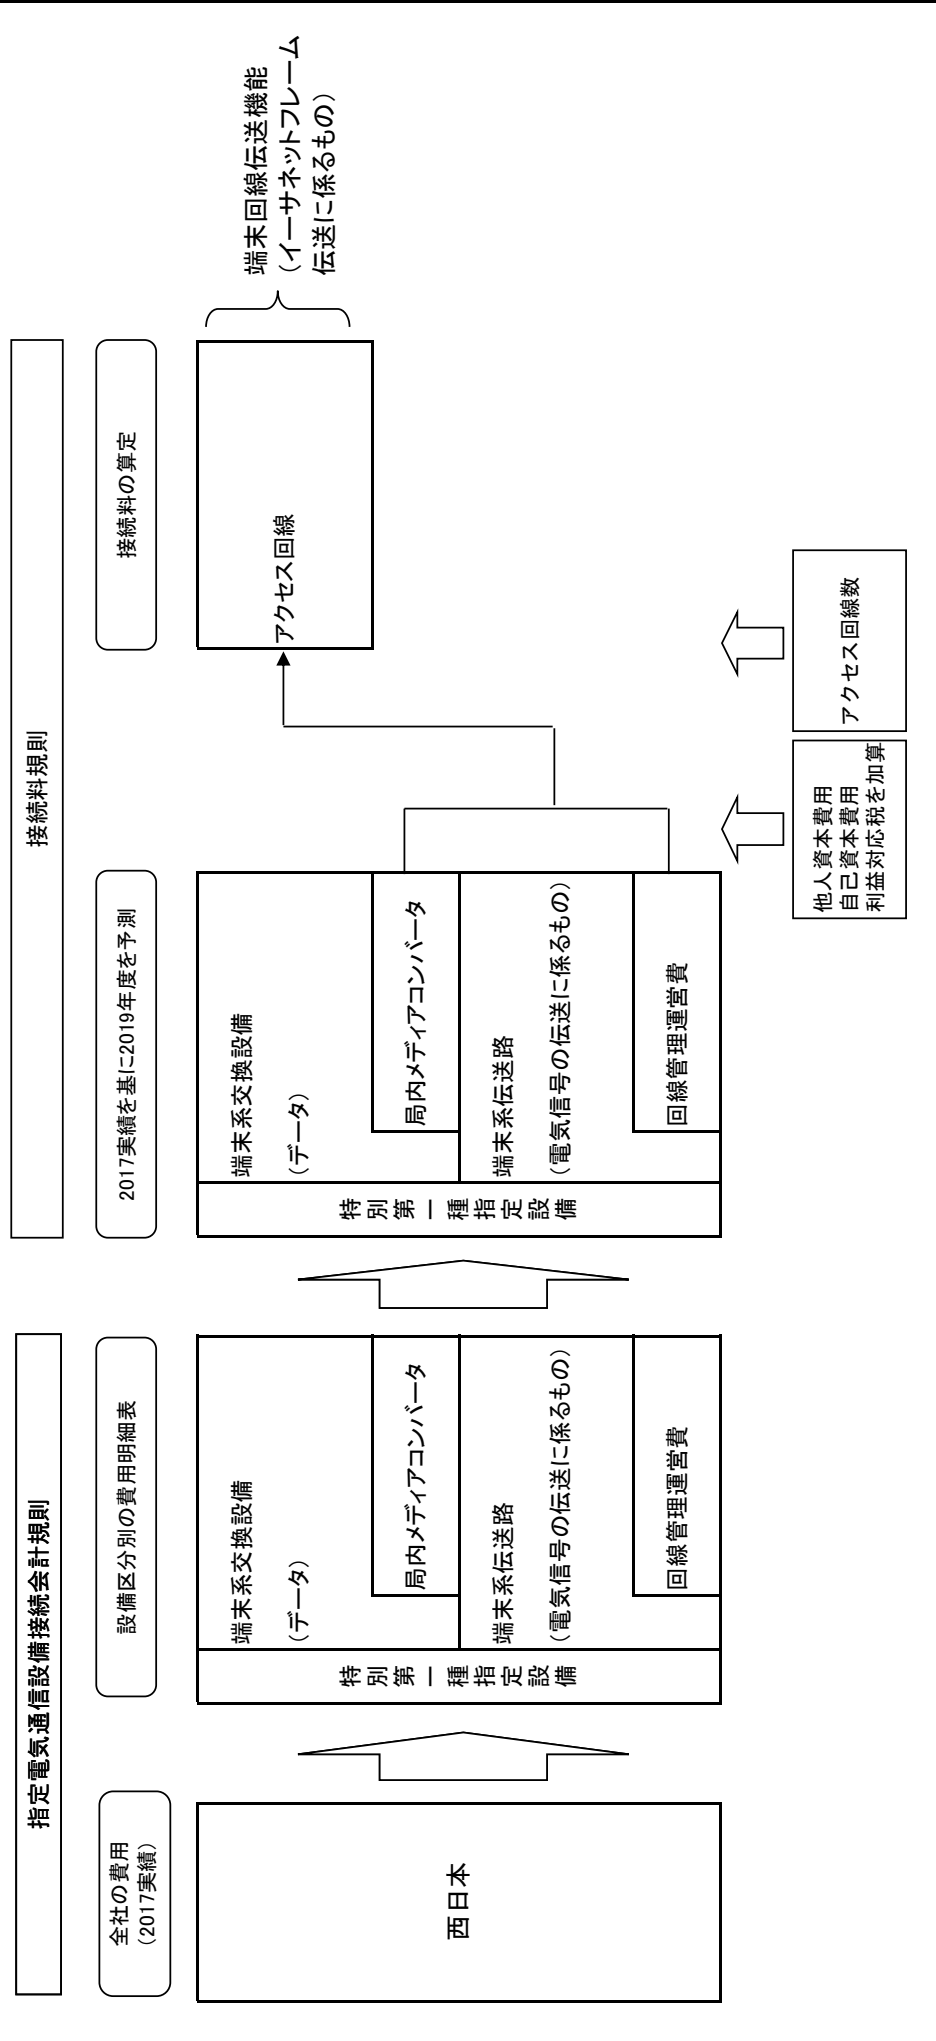 指定電気通信設備接続会計規則
接続料規則
全社の費用
（2017実績）
設備区分別の費用明細表
2017実績を基に2019年度を予測
接続料の算定
西日本
特別第一種指定設備
端末系交換設備
（データ）
局内メディアコンバータ
端末系伝送路
（電気信号の伝送に係るもの）
回線管理運営費
特別第一種指定設備
端末系交換設備
（データ）
局内メディアコンバータ
端末系伝送路
（電気信号の伝送に係るもの）
回線管理運営費
アクセス回線
端末回線伝送機能
（イーサネットフレーム
伝送に係るもの）
他人資本費用
自己資本費用
利益対応税を加算
アクセス回線数